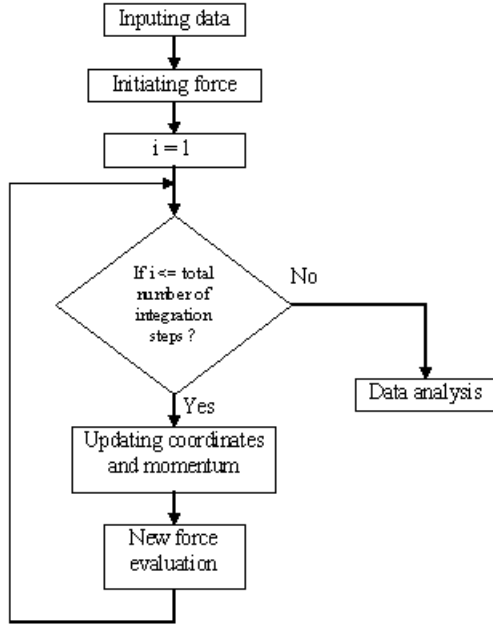 Inputing data
Initiating force
i = 1
If i <= total
number of
integration
steps ?
No
Data analysis
Yes
Updating coordinates
and momentum
New force
evaluation